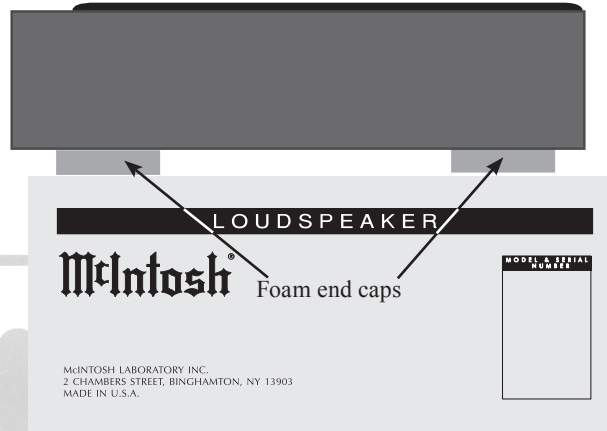 LOUDSPEAKER
McIntosh®
MODEL & SERIAL
NUMBER
Foam end caps
McINTOSH LABORATORY INC.
2 CHAMBERS STREET, BINGHAMTON, NY 13903
MADE IN U.S.A.